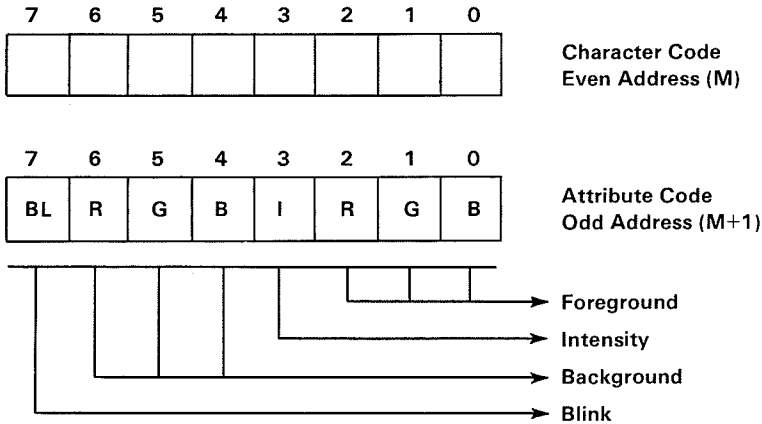 7 6 5 4 3 2 1 0
Character Code
Even Address (M)
7 6 5 4 3 2 1 0
BL R G B I R G B
Attribute Code
Odd Address (M+1)
Foreground
Intensity
Background
Blink